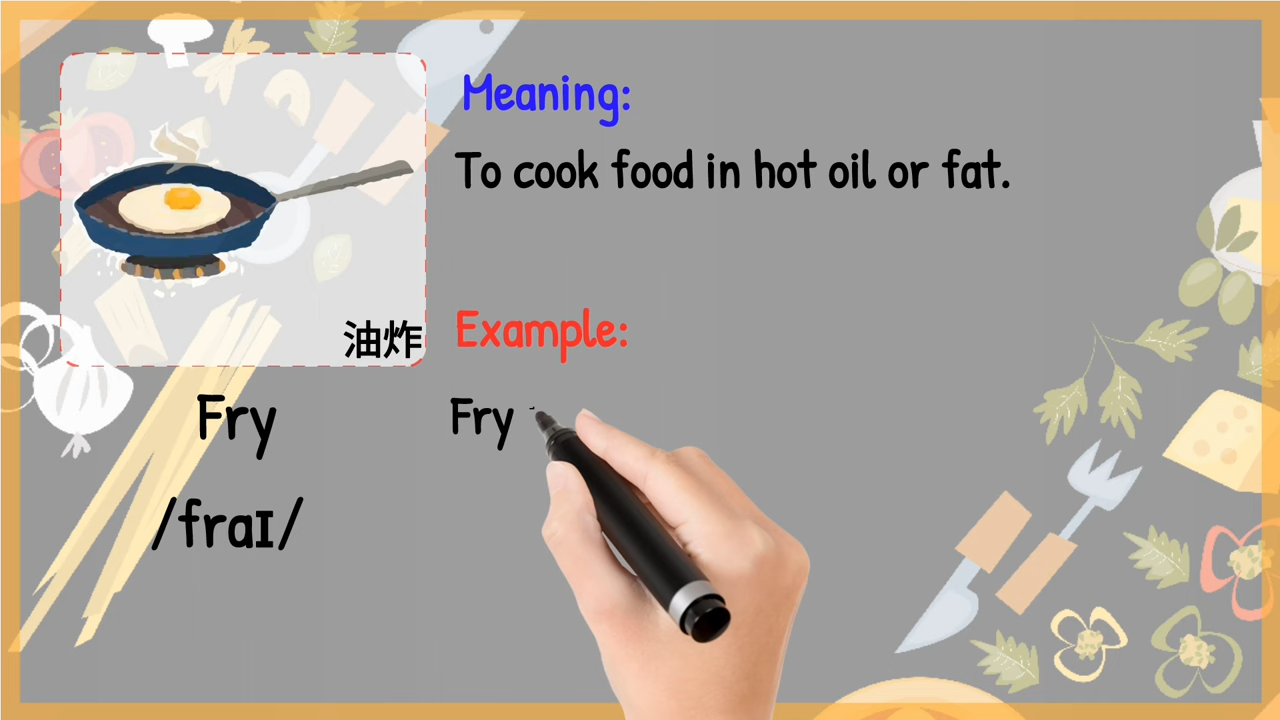 Meaning:
To cook food in hot oil or fat.
油炸
Example:
Fry
/fraɪ/
Fry